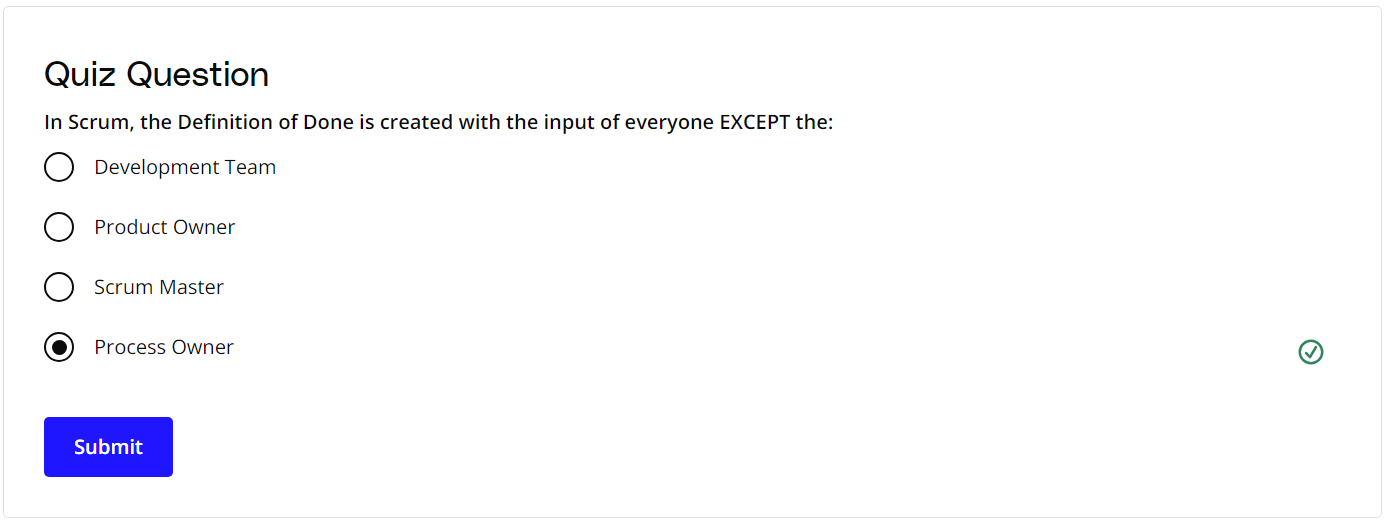 Quiz Question
In Scrum, the Definition of Done is created with the input of everyone EXCEPT the:
Development Team
Product Owner
Scrum Master
Process Owner
Submit